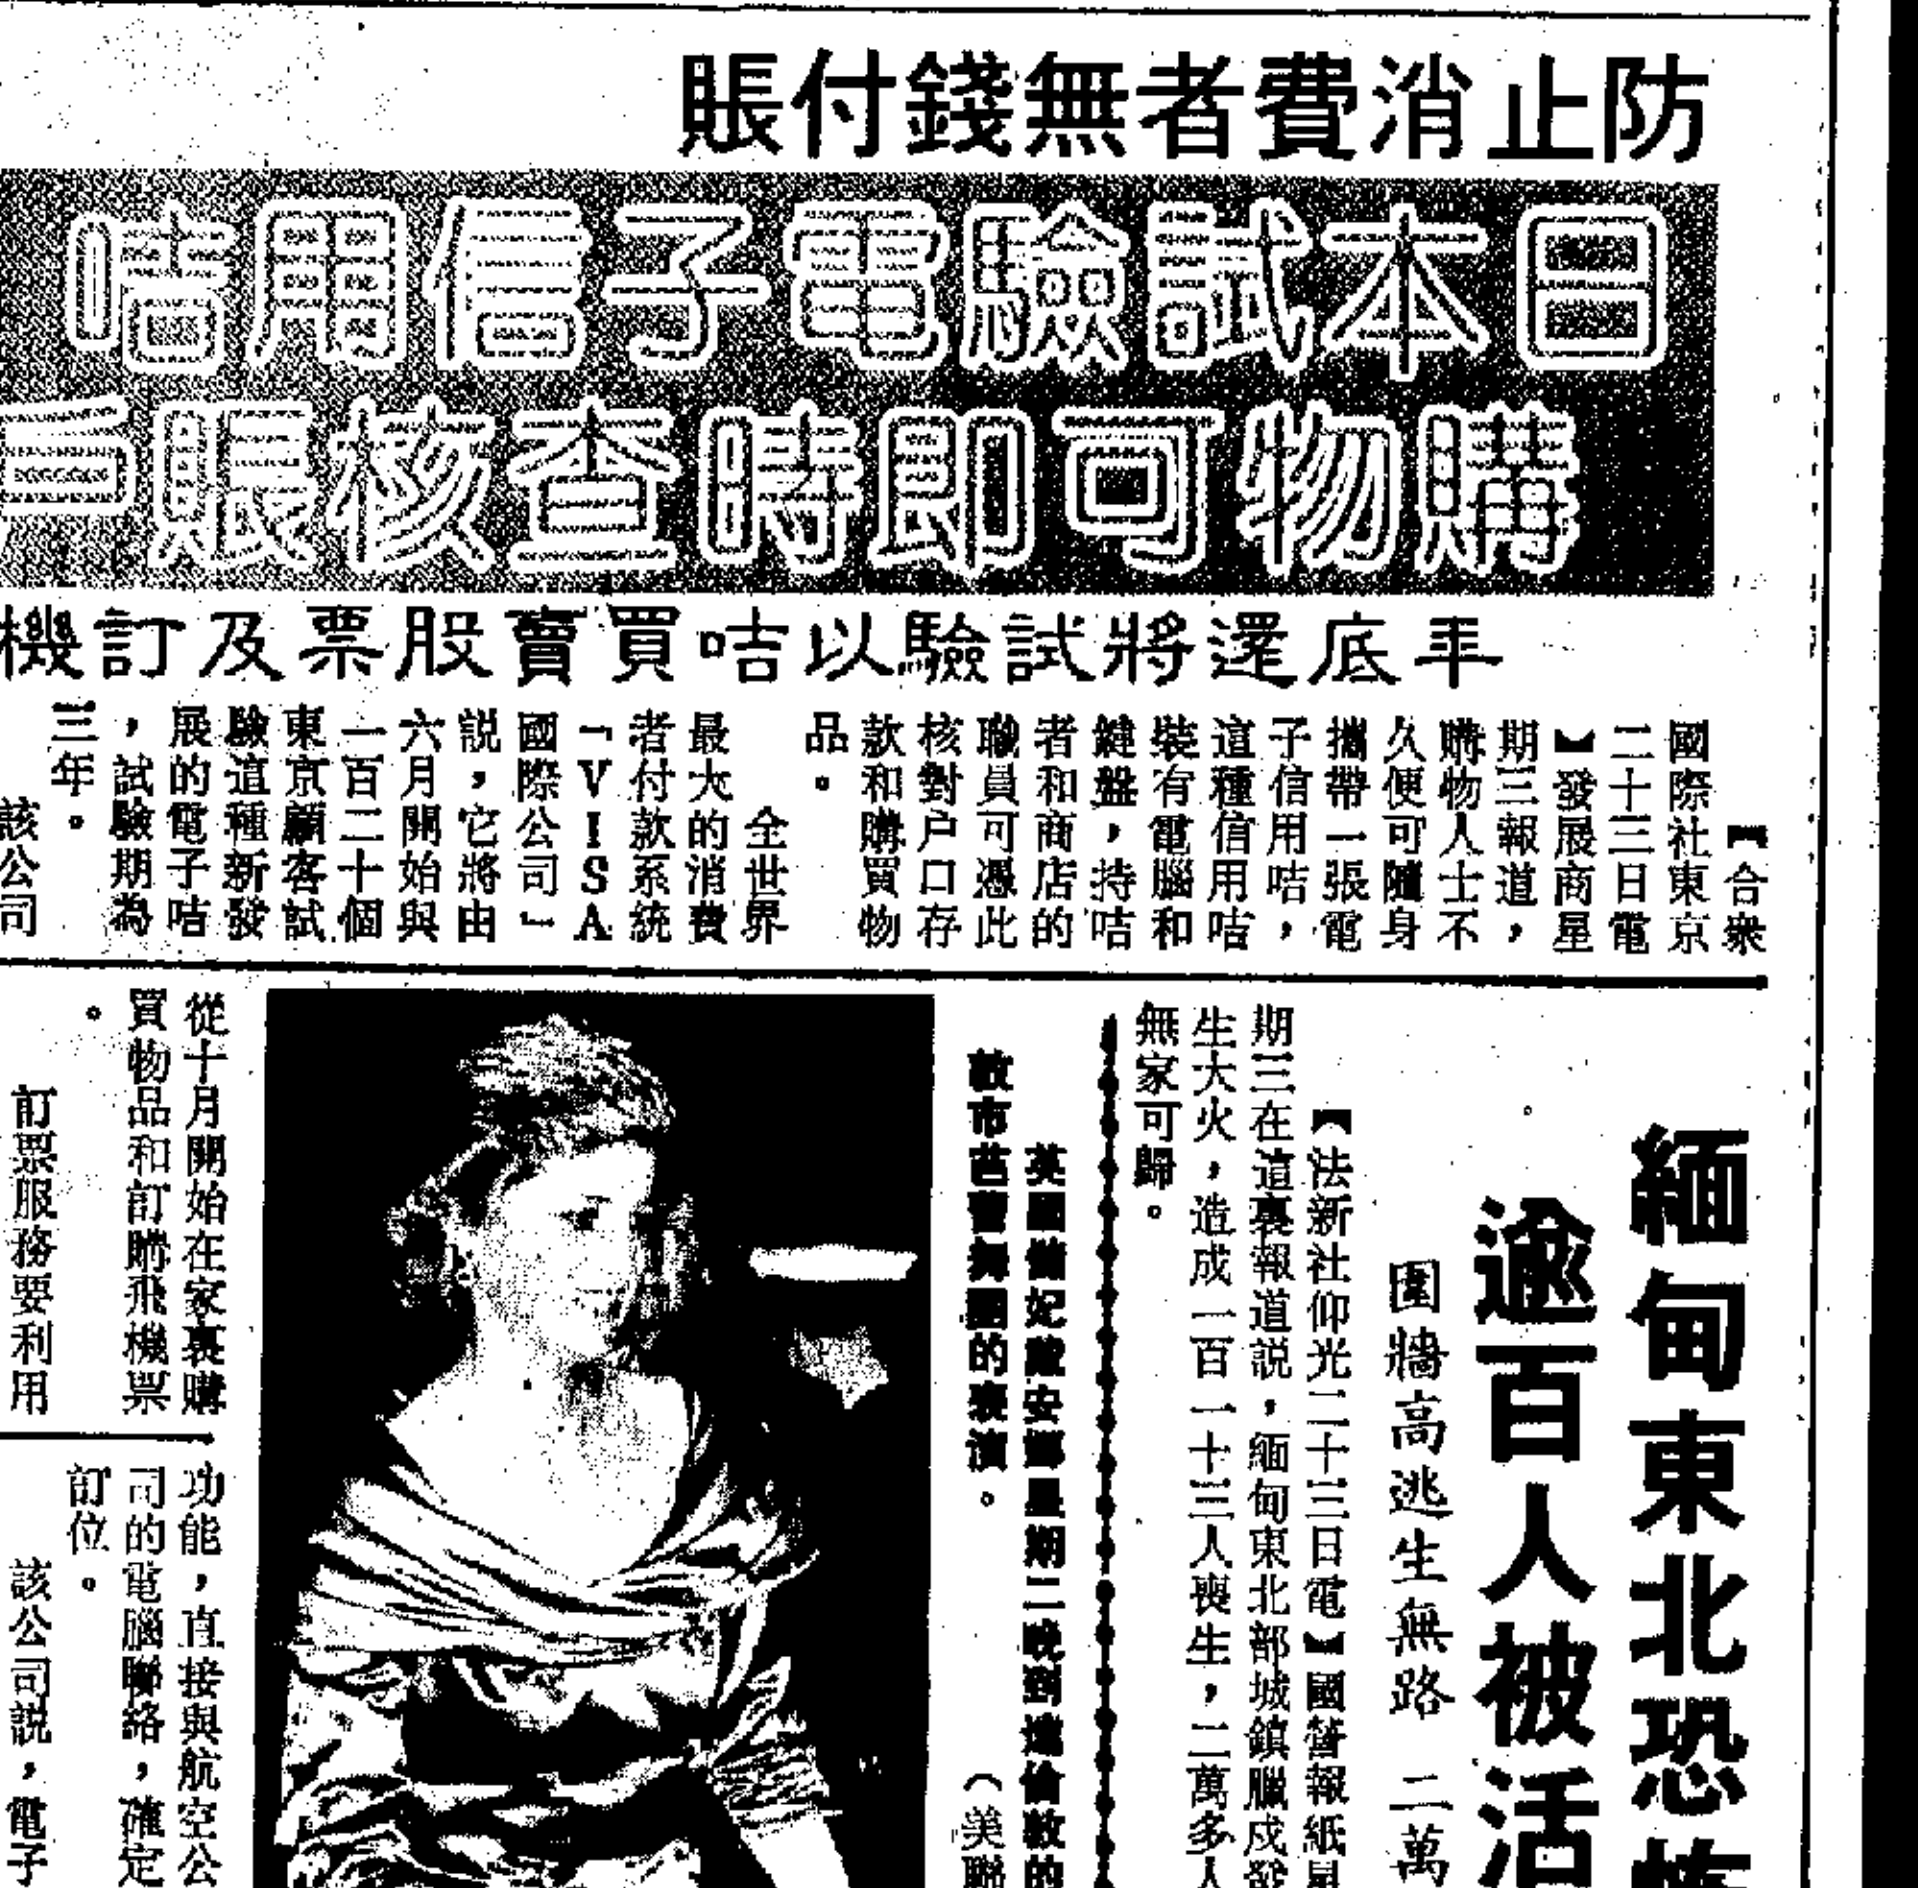 防止消費者無錢付賬
日本試驗電子信用咭
購物可即時查核賬戶
年底還將試驗以咭買賣股票及訂機
【合衆
國際社東京
二十三日電
】發展商星
期三報道，
購物人士不
久便可隨身
攜帶一張電
子信用咭，
這種信用咭
裝有電腦和
鍵盤，持咭
者和商店的
職員可憑此
核對户口存
款和購買物
品。
全世界
最大的消費
者付款系統
「VISA
國際公司」
説，它將由
六月開始與
一百二十個
東京顧客試
驗這種新發
展的電子咭
，試驗期為
三年。
該公司
從十月開始在家裏購
買物品和訂購飛機票
。
訂票服務要利用
功能，直接與航空公
司的電腦聯絡，確定
訂位。
該公司説，電子
緬甸東北恐怖
逾百人被活
圍牆高逃生無路 二萬
【法新社仰光二十三日電】國營報紙星
期三在這裏報道説，緬甸東北部城鎮臘戌發
生大火，造成一百一十三人喪生，二萬多人
無家可歸。
英國儲妃戴安娜星期二晚到達倫敦的
敦市芭蕾舞團的表演。
（美聯